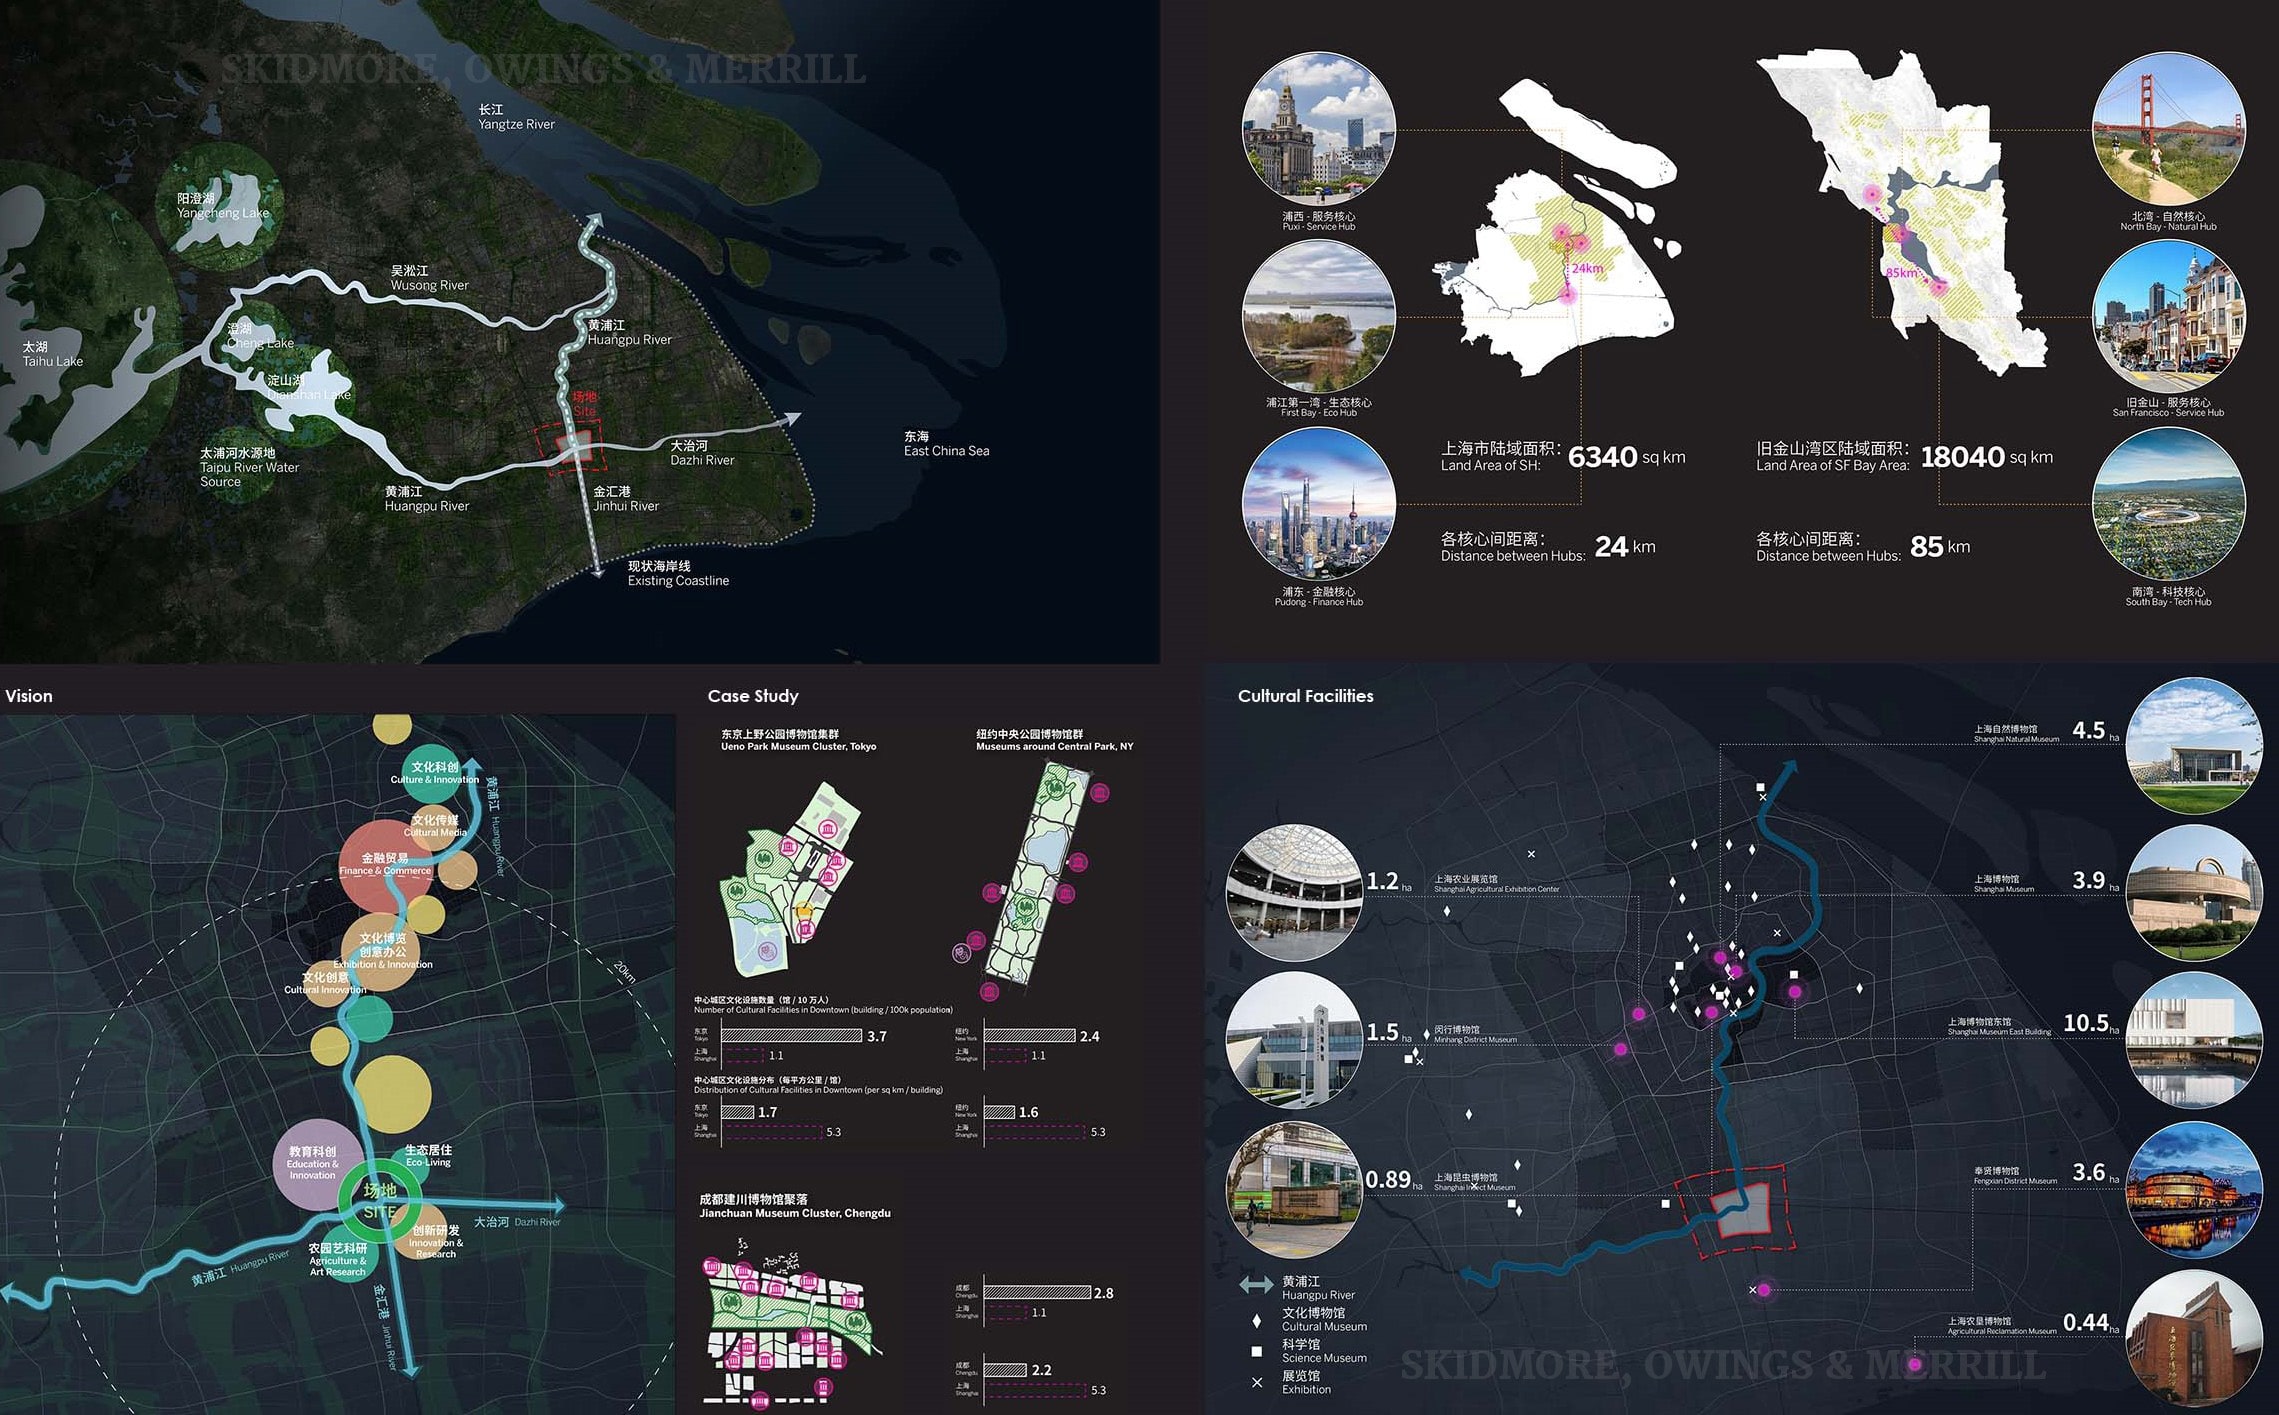 SKIDMORE, OWINGS & MERRILL
长江
Yangtze River
阳澄湖
Yangcheng Lake
吴淞江
Wusong River
澄湖
Cheng Lake
太湖
Taihu Lake
淀山湖
Dianshan Lake
黄浦江
Huangpu River
场地
Site
太浦河水源地
Taipu River Water
Source
大治河
Dazhi River
东海
East China Sea
黄浦江
Huangpu River
金汇港
Jinhui River
现状海岸线
Existing Coastline
浦西 - 服务核心
Puxi - Service Hub
浦江第一湾 - 生态核心
First Bay - Eco Hub
浦东 - 金融核心
Pudong - Finance Hub
24km
85km
北湾 - 自然核心
North Bay - Natural Hub
旧金山 - 服务核心
San Francisco - Service Hub
南湾 - 科技核心
South Bay - Tech Hub
上海市陆域面积：
Land Area of SH: 6340 sq km
各核心间距离：
Distance between Hubs: 24 km
旧金山湾区陆域面积：
Land Area of SF Bay Area: 18040 sq km
各核心间距离：
Distance between Hubs: 85 km
Vision
文化科创
Culture & Innovation
黄浦江 Huangpu River
文化传媒
Cultural Media
金融贸易
Finance & Commerce
文化博览
创意办公
Exhibition & Innovation
文化创意
Cultural Innovation
20km
教育科创
Education &
Innovation
生态居住
Eco-Living
场地
SITE
大治河 Dazhi River
创新研发
Innovation &
Research
农园艺科研
Agriculture &
Art Research
黄浦江 Huangpu River
金汇港 Jinhui River
Case Study
东京上野公园博物馆集群
Ueno Park Museum Cluster, Tokyo
纽约中央公园博物馆群
Museums around Central Park, NY
中心城区文化设施数量（馆 / 10 万人）
Number of Cultural Facilities in Downtown (building / 100k population)
东京
Tokyo
3.7
上海
Shanghai
1.1
纽约
New York
2.4
上海
Shanghai
1.1
中心城区文化设施分布（每平方公里 / 馆）
Distribution of Cultural Facilities in Downtown (per sq km / building)
东京
Tokyo
1.7
上海
Shanghai
5.3
纽约
New York
1.6
上海
Shanghai
5.3
成都建川博物馆聚落
Jianchuan Museum Cluster, Chengdu
成都
Chengdu
2.8
上海
Shanghai
1.1
成都
Chengdu
2.2
上海
Shanghai
5.3
Cultural Facilities
上海自然博物馆
Shanghai Natural Museum
4.5 ha
上海农业展览馆
Shanghai Agricultural Exhibition Center
1.2 ha
上海博物馆
Shanghai Museum
3.9 ha
闵行博物馆
Minhang District Museum
1.5 ha
上海博物馆东馆
Shanghai Museum East Building
10.5 ha
上海昆虫博物馆
Shanghai Insect Museum
0.89 ha
奉贤博物馆
Fengxian District Museum
3.6 ha
上海农垦博物馆
Agricultural Reclamation Museum
0.44 ha
黄浦江
Huangpu River
文化博物馆
Cultural Museum
科学馆
Science Museum
展览馆
Exhibition
SKIDMORE, OWINGS & MERRILL